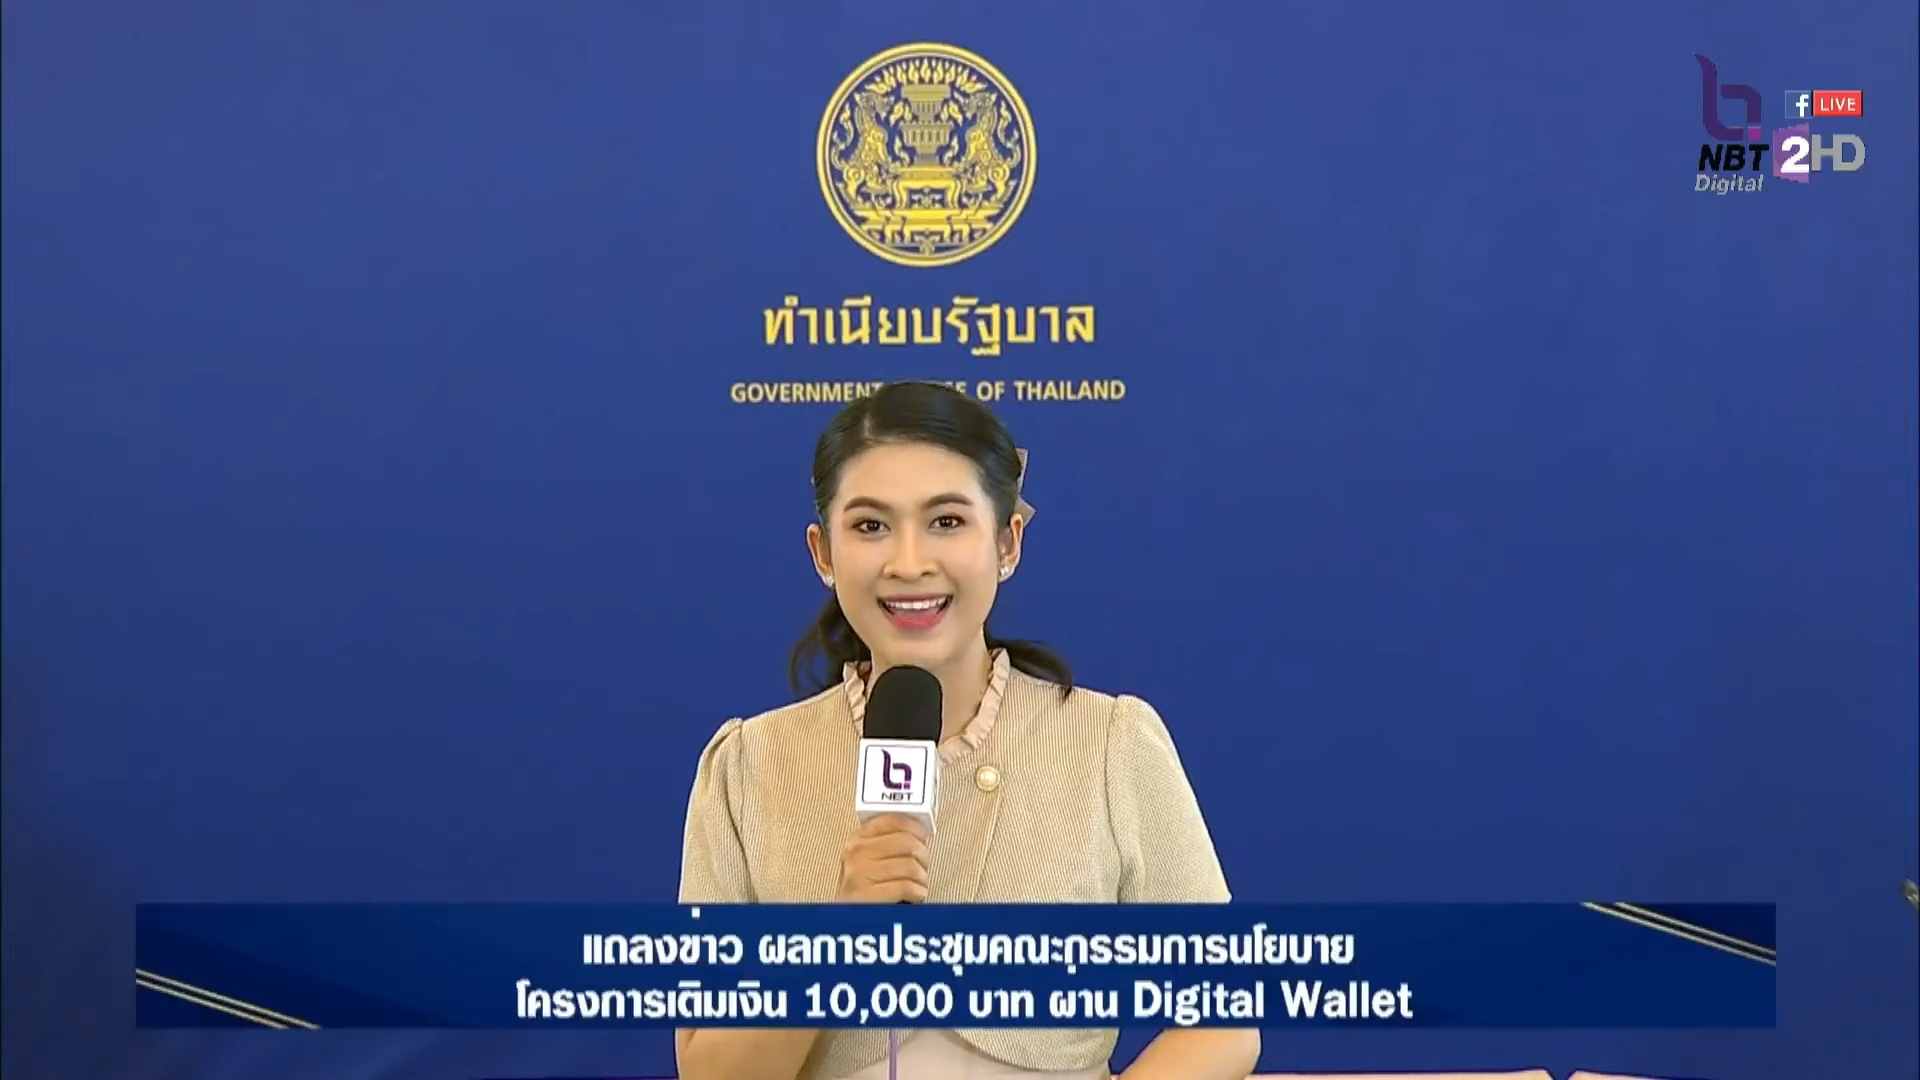 f LIVE
NBT 2HD
Digital
ทำเนียบรัฐบาล
GOVERNMENT OF THAILAND
NBT
แถลงข่าว ผลการประชุมคณะกรรมการนโยบาย
โครงการเติมเงิน 10,000 บาท ผ่าน Digital Wallet